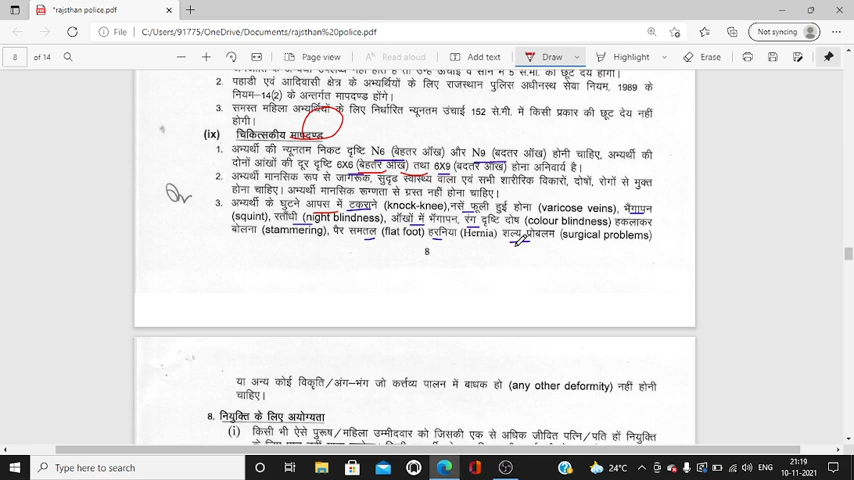 *rajsthan police.pdf
File
C:/Users/91775/OneDrive/Documents/rajsthan%20police.pdf
Not syncing
8
of 14
Page view
Read aloud
Add text
Draw
Highlight
Erase
2. पहाडी एवं आदिवासी क्षेत्र के अभ्यर्थियों के लिए राजस्थान पुलिस अधीनस्थ सेवा नियम, 1989 के
नियम-14(2) के अन्तर्गत मापदण्ड होंगे।
3. समस्त महिला अभ्यर्थियों के लिए निर्धारित न्यूनतम उंचाई 152 से.मी. में किसी प्रकार की छूट देय नहीं
होगी।
(ix) चिकित्सकीय मापदण्ड
1. अभ्यर्थी की न्यूनतम निकट दृष्टि N6 (बेहतर ऑख) और N9 (बदतर ऑख) होनी चाहिए, अभ्यर्थी की
दोनों आंखों की दूर दृष्टि 6X6 (बेहतर ऑख) तथा 6X9 (बदतर ऑख) होना अनिवार्य है।
2. अभ्यर्थी मानसिक रूप से जागरूक, सुदृढ स्वास्थ्य वाला एवं सभी शारीरिक विकारों, दोषों, रोगों से मुक्त
होना चाहिए। अभ्यर्थी मानसिक रूग्णता से ग्रस्त नहीं होना चाहिए।
3. अभ्यर्थी के घुटने आपस में टकराने (knock-knee), नसें फूली हुई होना (varicose veins), भैंगापन
(squint), रतौंधी (night blindness), ऑखों में भैंगापन, रंग दृष्टि दोष (colour blindness) हकलाकर
बोलना (stammering), पैर समतल (flat foot) हरनिया (Hernia) शल्य प्रोबलम (surgical problems)
8
या अन्य कोई विकृति/अंग-भंग जो कर्त्तव्य पालन में बाधक हो (any other deformity) नहीं होनी
चाहिए।
8. नियुक्ति के लिए अयोग्यता
(i) किसी भी ऐसे पुरूष/महिला उम्मीदवार को जिसकी एक से अधिक जीवित पत्नि/पति हों नियुक्ति
Type here to search
24°C
ENG
21:19
10-11-2021